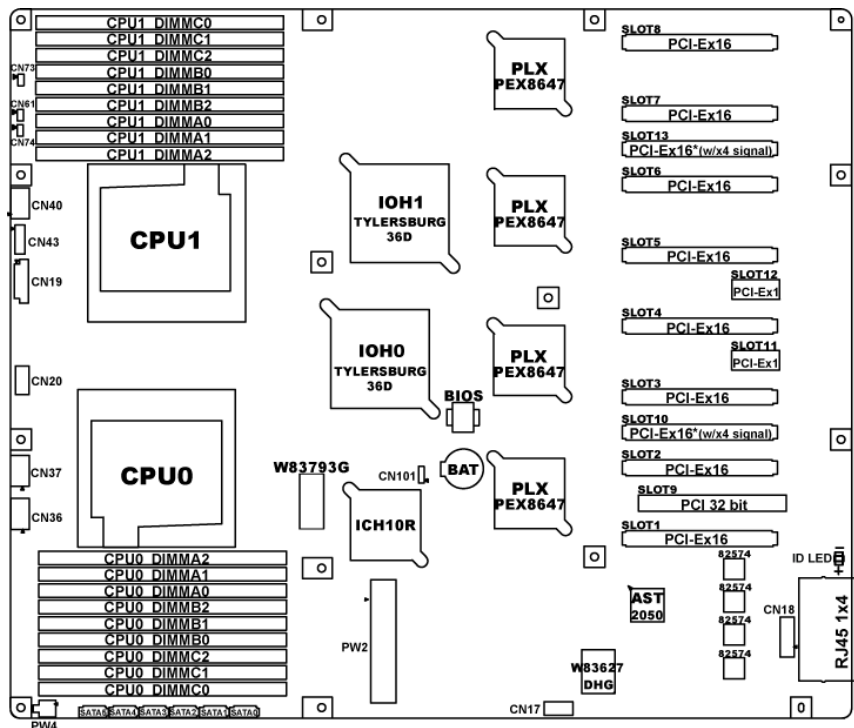 CPU1 DIMMC0
CPU1 DIMMC1
CPU1 DIMMC2
CPU1 DIMMB0
CPU1 DIMMB1
CPU1 DIMMB2
CPU1 DIMMA0
CPU1 DIMMA1
CPU1 DIMMA2
CN73
CN61
CN74
CN40
CN43
CN19
CPU1
CN20
CN37
CN36
CPU0
CPU0 DIMMA2
CPU0 DIMMA1
CPU0 DIMMA0
CPU0 DIMMB2
CPU0 DIMMB1
CPU0 DIMMB0
CPU0 DIMMC2
CPU0 DIMMC1
CPU0 DIMMC0
PW4
SATA5
SATA4
SATA3
SATA2
SATA1
SATA0
IOH1
TYLERSBURG
36D
IOH0
TYLERSBURG
36D
BIOS
W83793G
CN101
BAT
ICH10R
PW2
PLX
PEX8647
PLX
PEX8647
PLX
PEX8647
PLX
PEX8647
SLOT8
PCI-Ex16
SLOT7
PCI-Ex16
SLOT13
PCI-Ex16*(w/x4 signal)
SLOT6
PCI-Ex16
SLOT5
PCI-Ex16
SLOT12
PCI-Ex1
SLOT4
PCI-Ex16
SLOT11
PCI-Ex1
SLOT3
PCI-Ex16
SLOT10
PCI-Ex16*(w/x4 signal)
SLOT2
PCI-Ex16
SLOT9
PCI 32 bit
SLOT1
PCI-Ex16
82574
82574
82574
82574
ID LED
+
AST
2050
CN18
RJ45 1x4
W83627
DHG
CN17